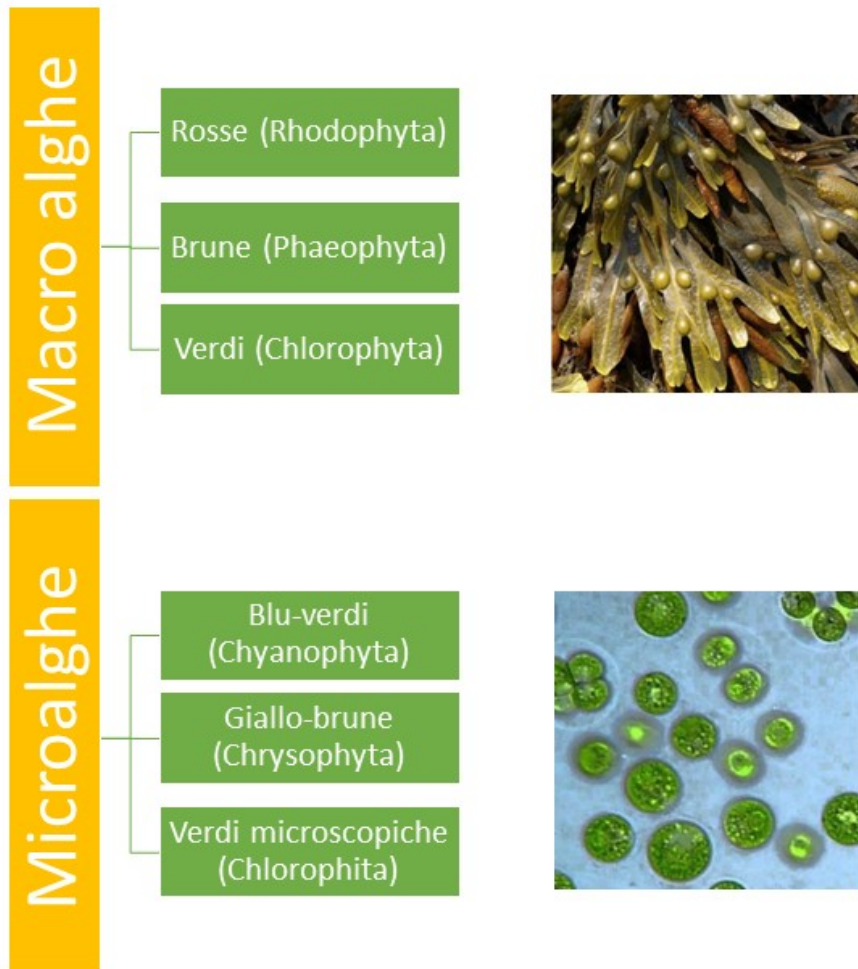 Macro alghe
Rosse (Rhodophyta)
Brune (Phaeophyta)
Verdi (Chlorophyta)
Microalghe
Blu-verdi
(Chyanophyta)
Giallo-brune
(Chrysophyta)
Verdi microscopiche
(Chlorophita)